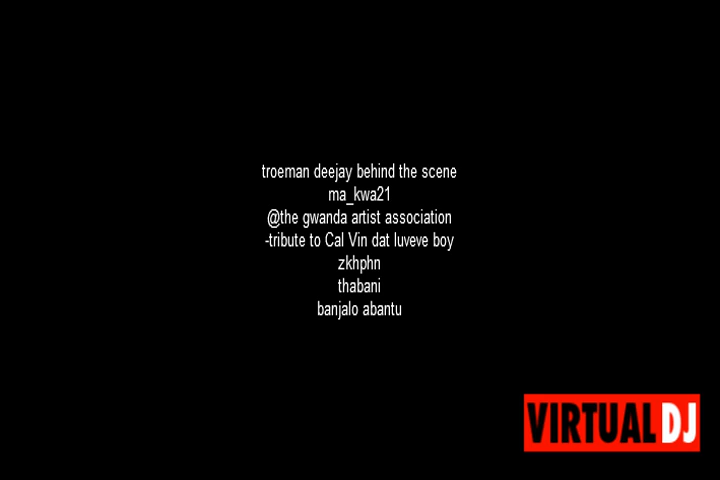 troeman deejay behind the scene
ma_kwa21
@the gwanda artist association
-tribute to Cal Vin dat luveve boy
zkhphn
thabani
banjalo abantu
VIRTUAL DJ